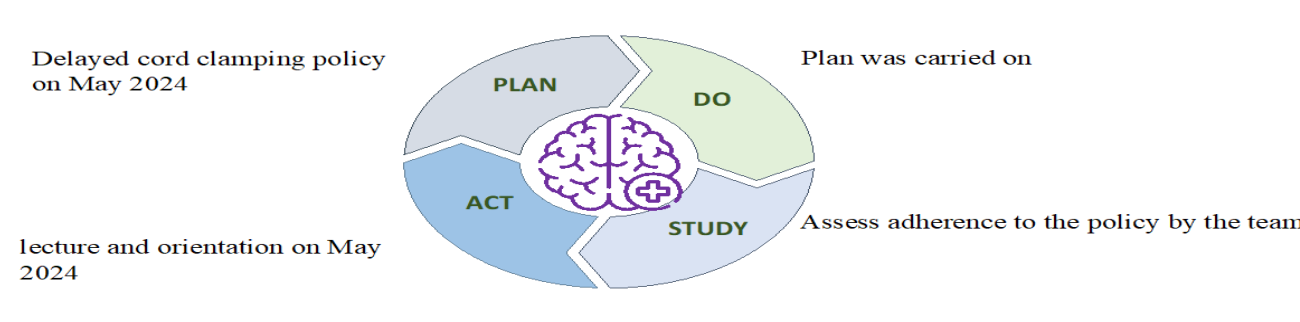 Delayed cord clamping policy
on May 2024
PLAN
DO
Plan was carried on
ACT
STUDY
Assess adherence to the policy by the team
lecture and orientation on May
2024